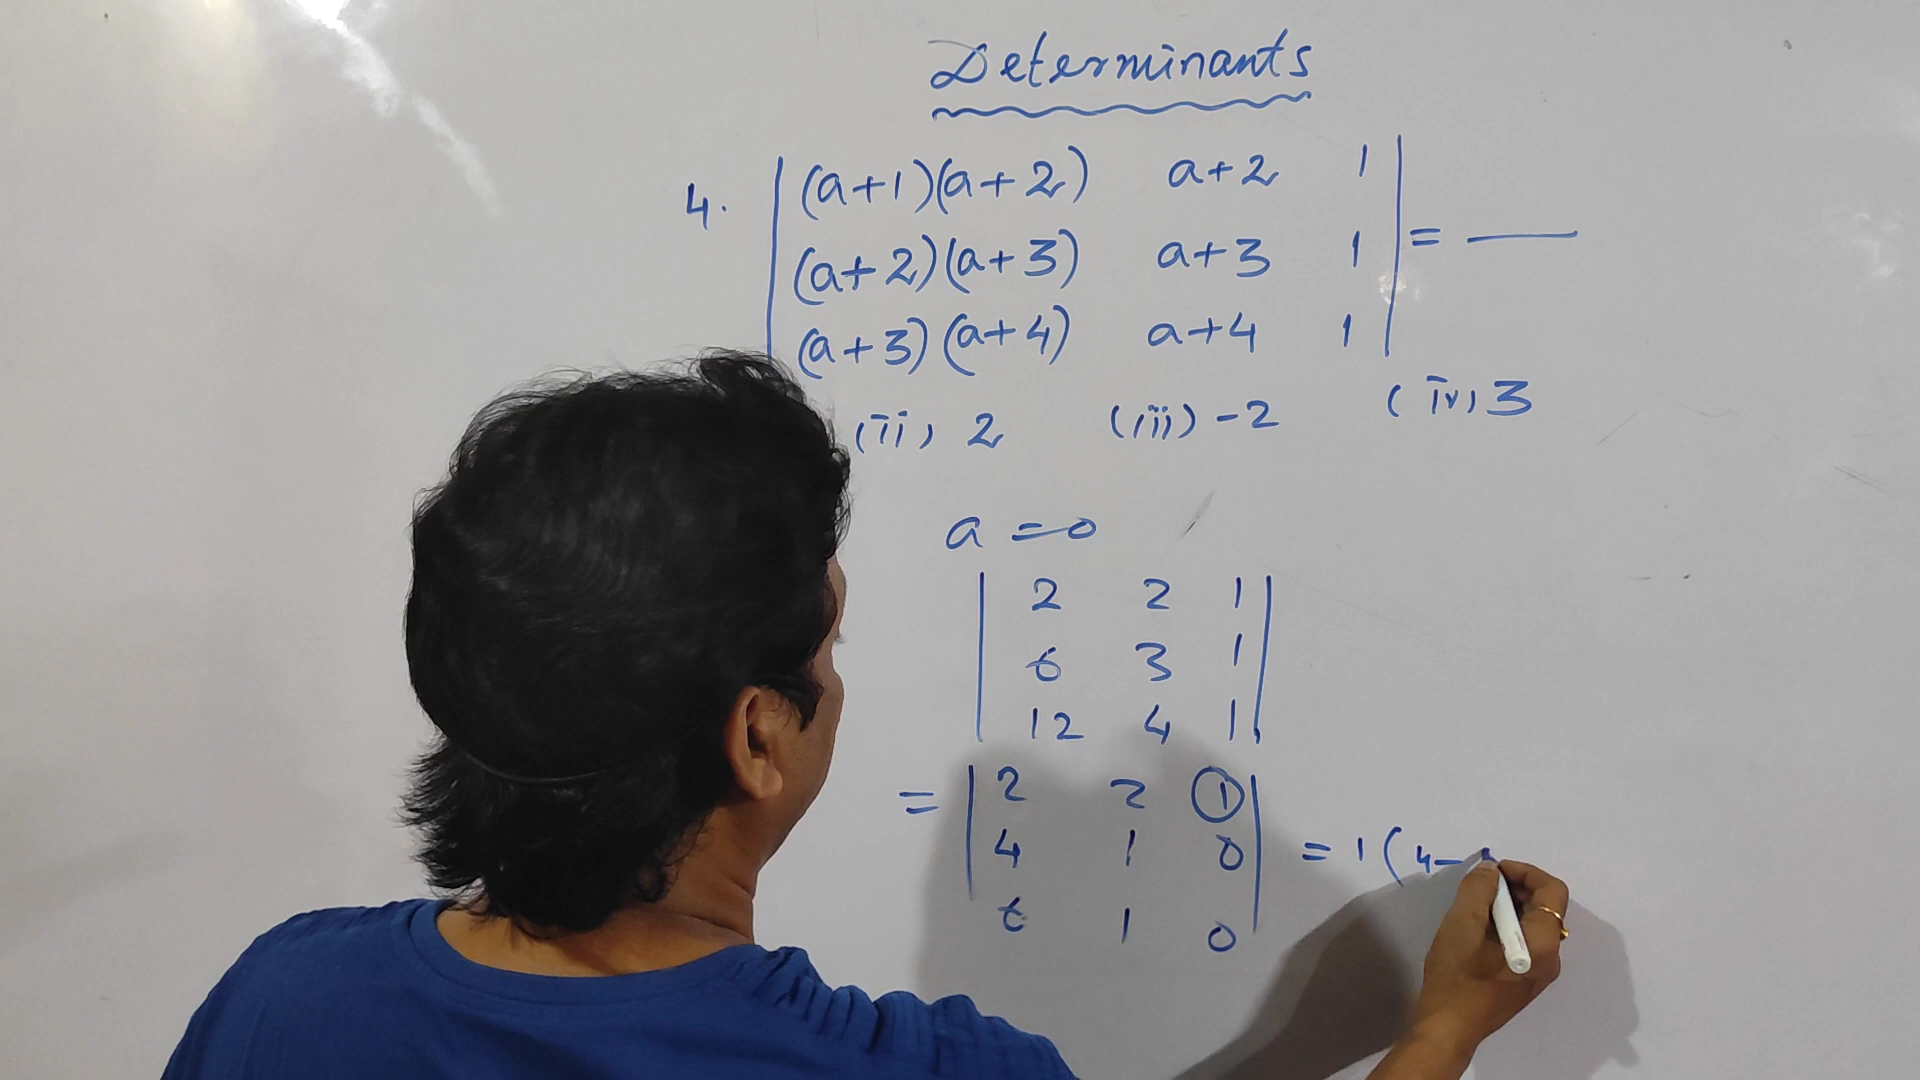 Determinants
4. | (a+1)(a+2) a+2 1 |
| (a+2)(a+3) a+3 1 | = ___
| (a+3)(a+4) a+4 1 |
(ii) 2 (iii) -2 (iv) 3
a = 0
| 2 2 1 |
| 6 3 1 |
| 12 4 1 |
= | 2 2 1 |
| 4 1 0 | = 1 (4-
| 6 1 0 |